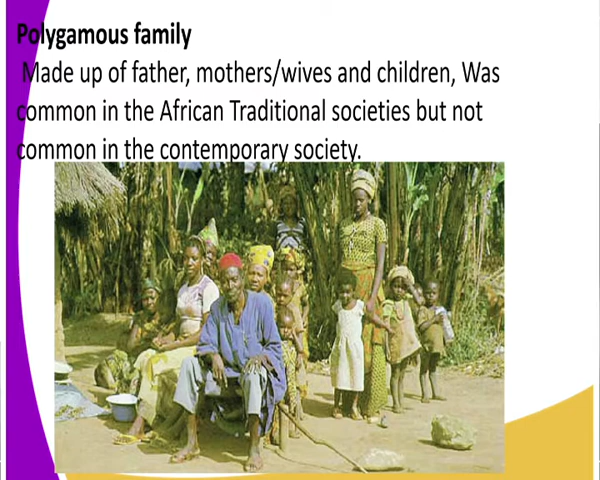 Polygamous family
Made up of father, mothers/wives and children, Was
common in the African Traditional societies but not
common in the contemporary society.